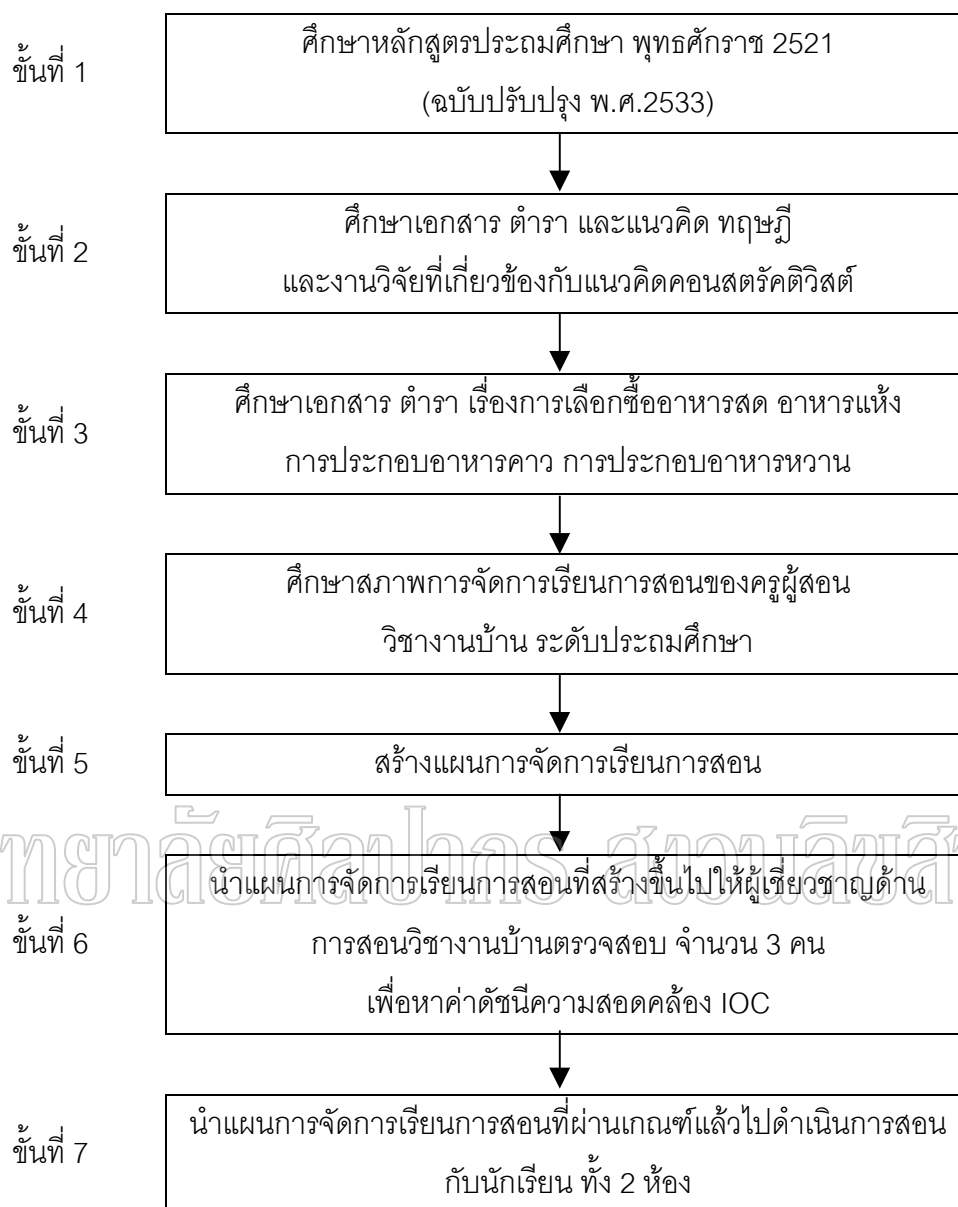 ขั้นที่ 1
ศึกษาหลักสูตรประถมศึกษา พุทธศักราช 2521
(ฉบับปรับปรุง พ.ศ.2533)
ขั้นที่ 2
ศึกษาเอกสาร ตำรา และแนวคิด ทฤษฎี
และงานวิจัยที่เกี่ยวข้องกับแนวคิดคอนสตรัคติวิสต์
ขั้นที่ 3
ศึกษาเอกสาร ตำรา เรื่องการเลือกซื้ออาหารสด อาหารแห้ง
การประกอบอาหารคาว การประกอบอาหารหวาน
ขั้นที่ 4
ศึกษาสภาพการจัดการเรียนการสอนของครูผู้สอน
วิชางานบ้าน ระดับประถมศึกษา
ขั้นที่ 5
สร้างแผนการจัดการเรียนการสอน
ทยาลัยศิลปากร สงวนลิขสิ
ขั้นที่ 6
นำแผนการจัดการเรียนการสอนที่สร้างขึ้นไปให้ผู้เชี่ยวชาญด้าน
การสอนวิชางานบ้านตรวจสอบ จำนวน 3 คน
เพื่อหาค่าดัชนีความสอดคล้อง IOC
ขั้นที่ 7
นำแผนการจัดการเรียนการสอนที่ผ่านเกณฑ์แล้วไปดำเนินการสอน
กับนักเรียน ทั้ง 2 ห้อง